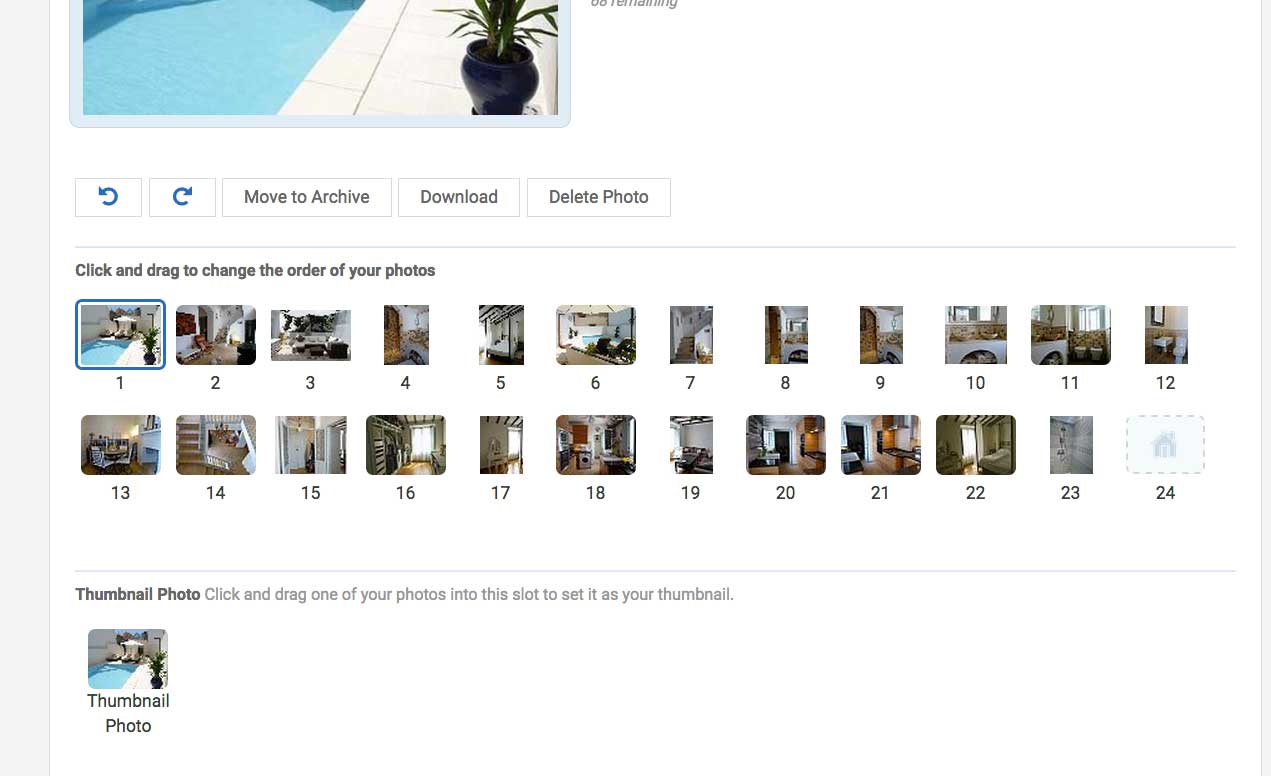 68 remaining
Move to Archive Download Delete Photo
Click and drag to change the order of your photos
1 2 3 4 5 6 7 8 9 10 11 12
13 14 15 16 17 18 19 20 21 22 23 24
Thumbnail Photo Click and drag one of your photos into this slot to set it as your thumbnail.
Thumbnail
Photo